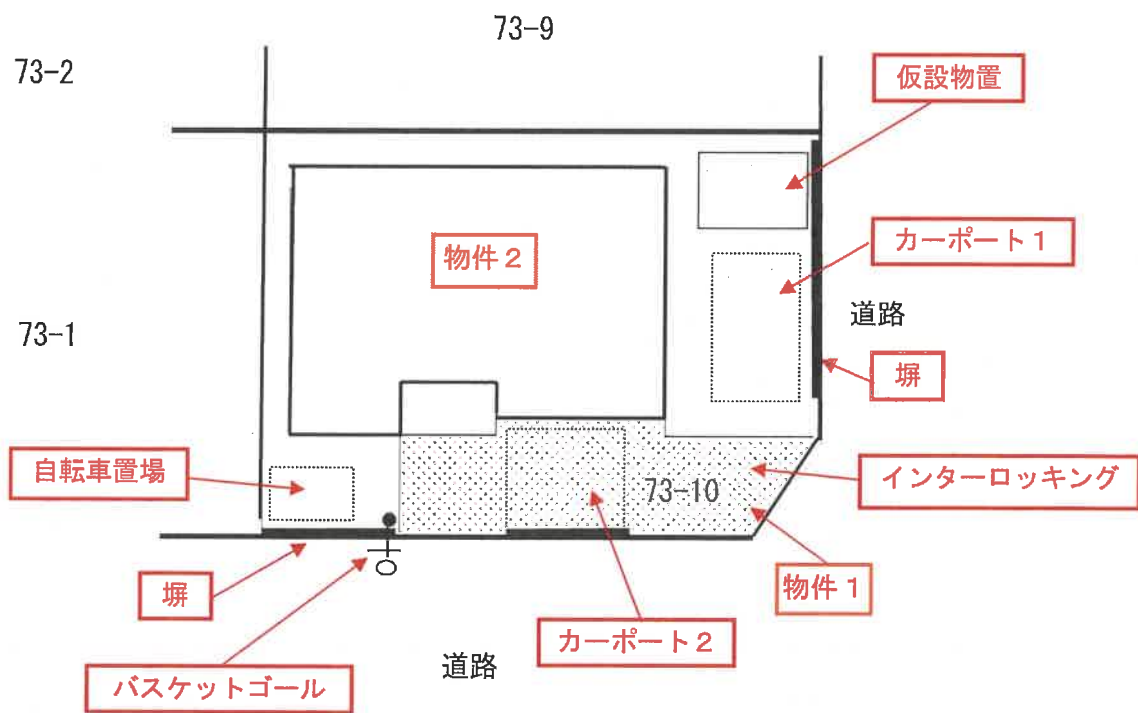 73-9
73-2
仮設物置
カーポート1
物件2
道路
73-1
塀
自転車置場
73-10
インターロッキング
物件1
塀
カーポート2
道路
バスケットゴール